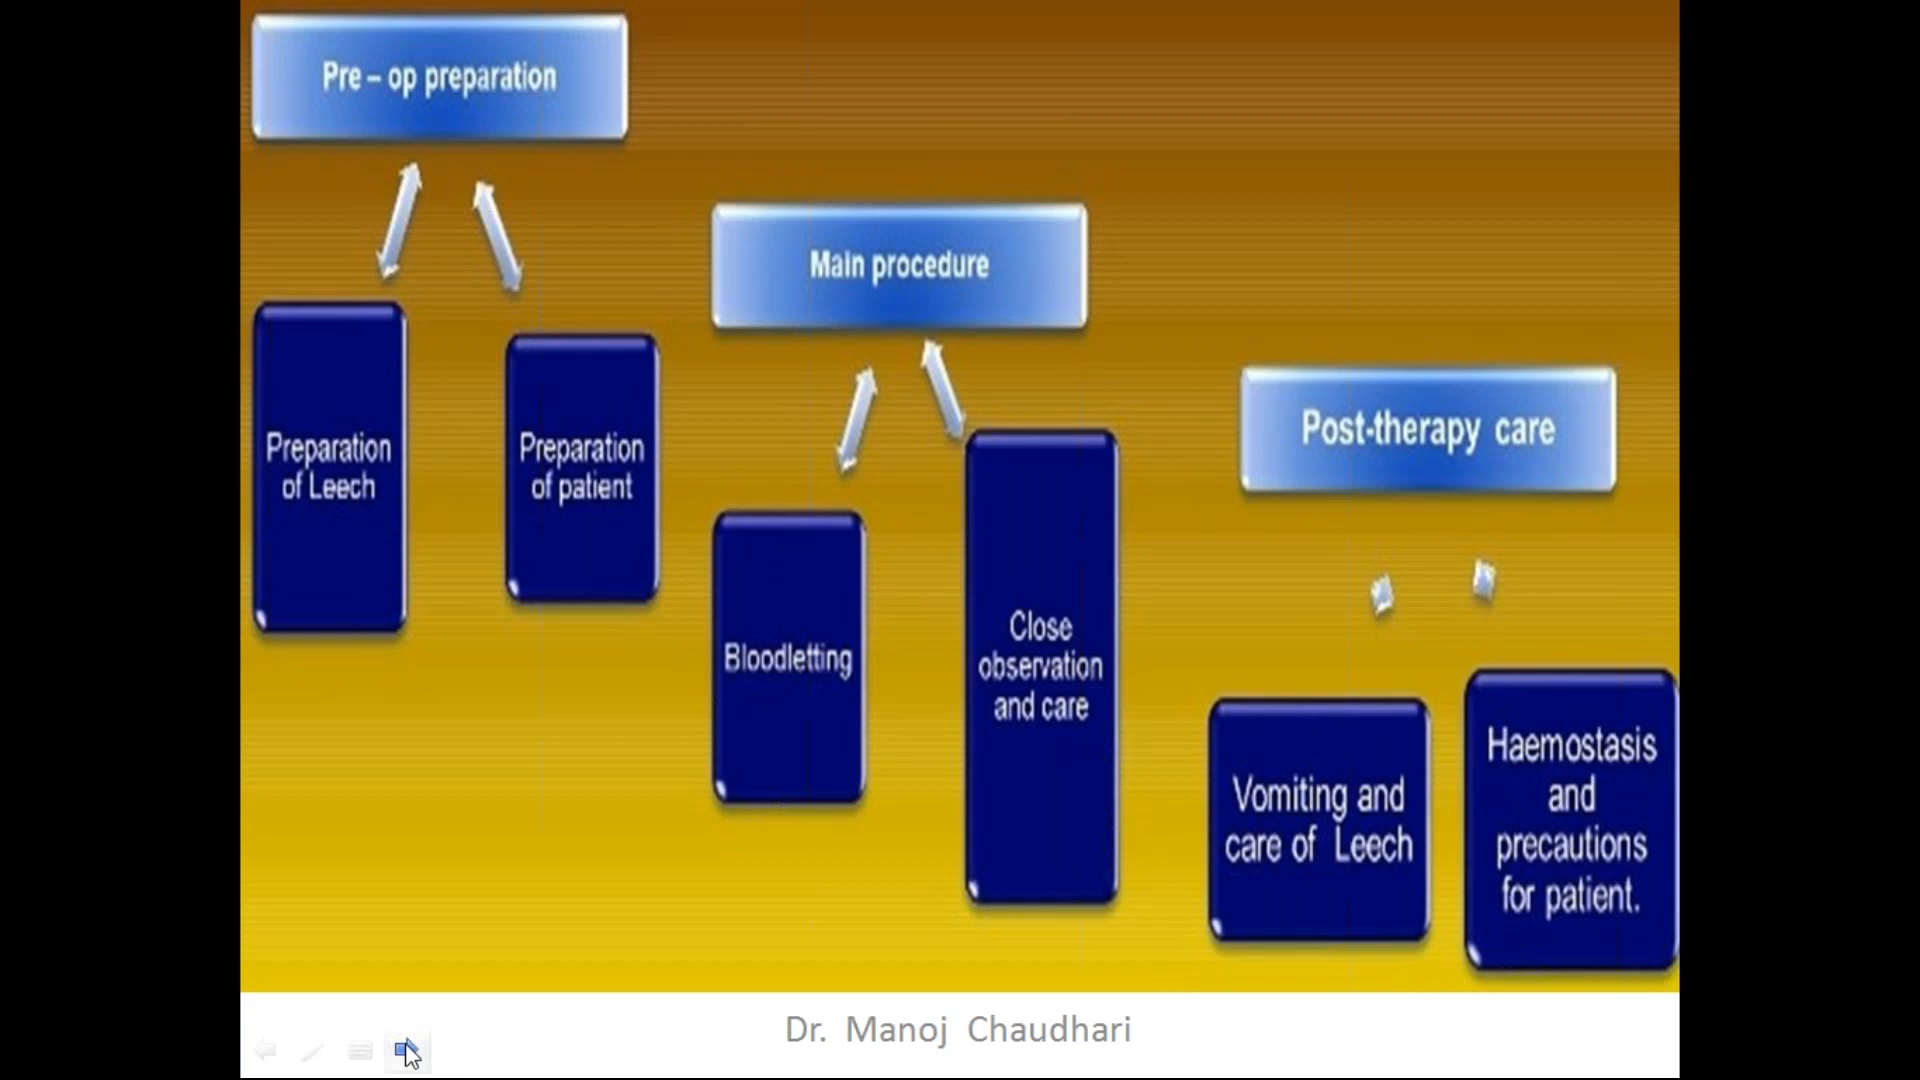 Pre – op preparation
Preparation
of Leech
Preparation
of patient
Main procedure
Bloodletting
Close
observation
and care
Post-therapy care
Vomiting and
care of Leech
Haemostasis
and
precautions
for patient.
Dr. Manoj Chaudhari